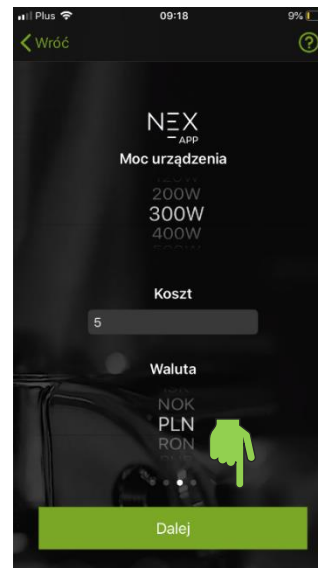 Plus 09:18 9%
Wróć ?
NEX
APP
Moc urządzenia
200W
300W
400W
Koszt
5
Waluta
NOK
PLN
RON
Dalej